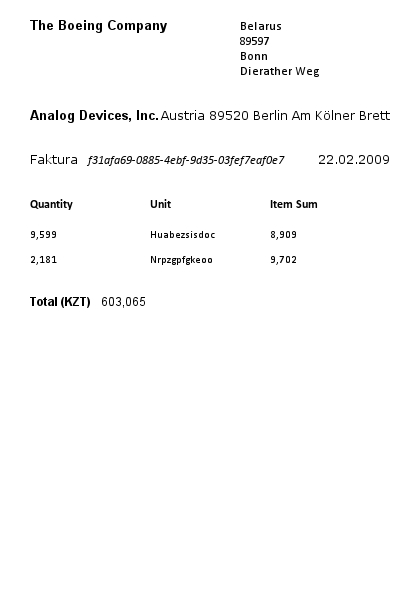 The Boeing Company
Belarus
89597
Bonn
Dierather Weg
Analog Devices, Inc. Austria 89520 Berlin Am Kölner Brett
Faktura f31afa69-0885-4ebf-9d35-03fef7eaf0e7 22.02.2009
Quantity Unit Item Sum
9,599 Huabezsisdoc 8,909
2,181 Nrpzgpfgkeoo 9,702
Total (KZT) 603,065